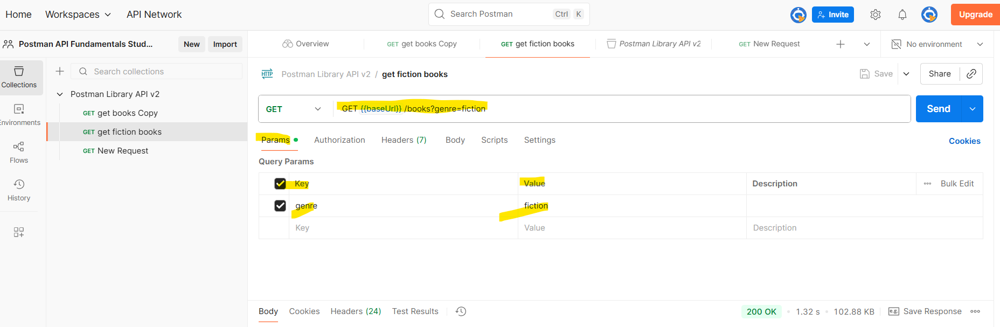 Home Workspaces API Network Search Postman Ctrl K Invite Upgrade
Postman API Fundamentals Stud... New Import Overview GET get books Copy GET get fiction books Postman Library API v2 GET New Request No environment
Collections Search collections
Postman Library API v2 / get fiction books Save Share
Postman Library API v2
GET get books Copy
GET get fiction books
GET New Request
Environments
Flows
History
GET GET {{baseUrl}} /books?genre=fiction Send
Params Authorization Headers (7) Body Scripts Settings Cookies
Query Params
Key Value Description Bulk Edit
genre fiction
Key Value Description
Body Cookies Headers (24) Test Results 200 OK 1.32 s 102.88 KB e.g. Save Response